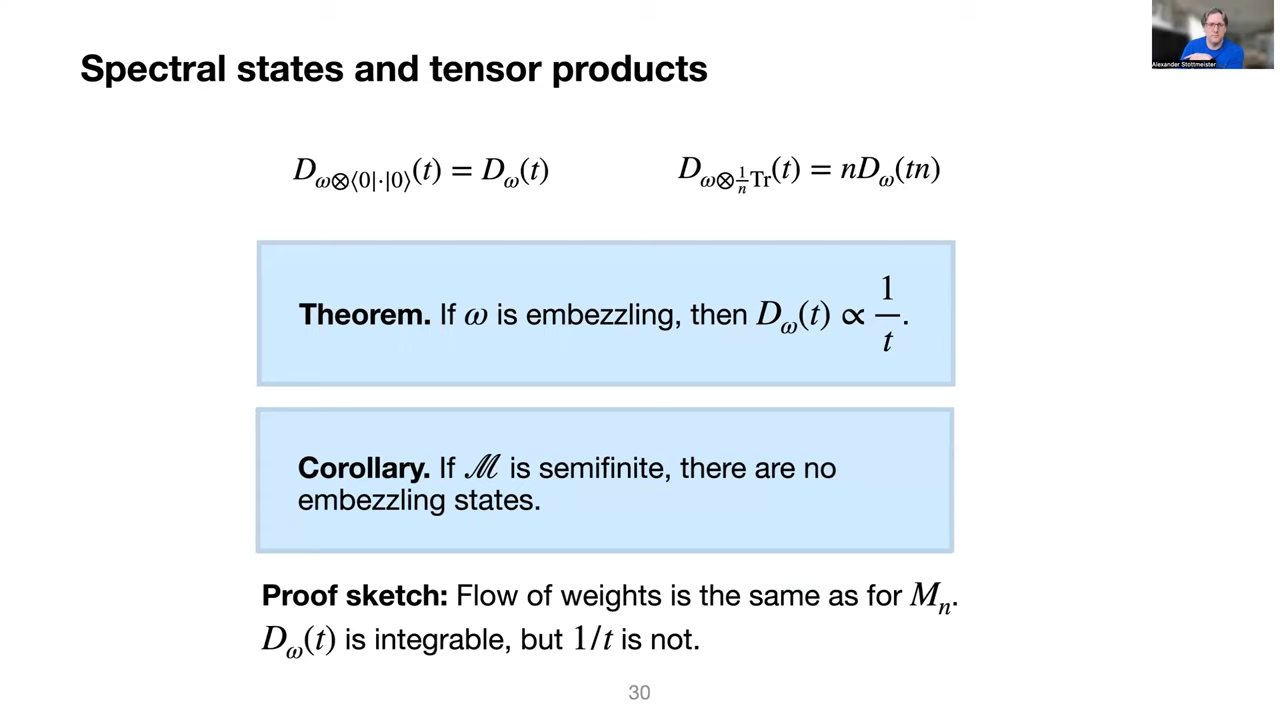 Alexander Stottmeister
Spectral states and tensor products
D_{ω⊗⟨0|·|0⟩}(t) = D_ω(t)
D_{ω⊗\frac{1}{n}Tr}(t) = nD_ω(tn)
Theorem. If ω is embezzling, then D_ω(t) ∝ \frac{1}{t}.
Corollary. If ℳ is semifinite, there are no
embezzling states.
Proof sketch: Flow of weights is the same as for M_n.
D_ω(t) is integrable, but 1/t is not.
30